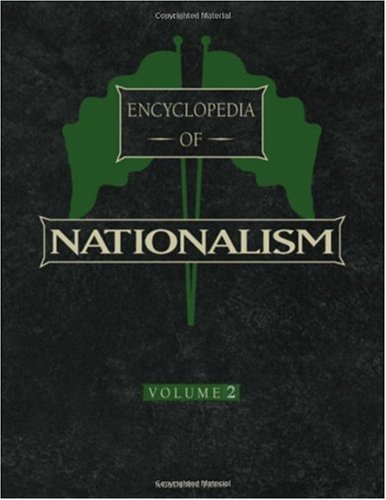 Copyrighted Material
ENCYCLOPEDIA
— OF —
NATIONALISM
VOLUME 2
Copyrighted Material